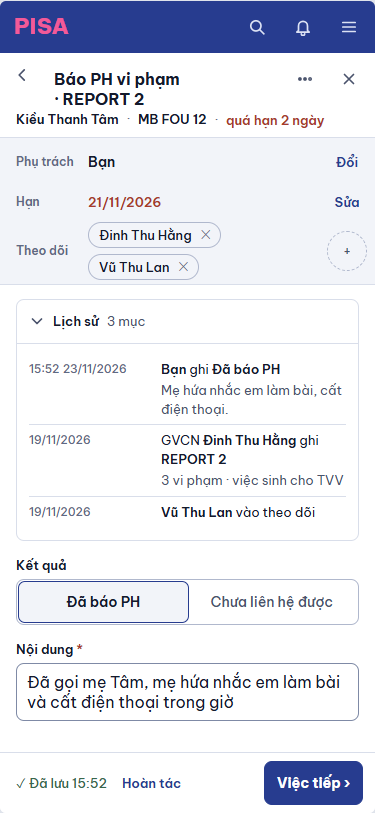 PISA
Báo PH vi phạm
· REPORT 2
Kiều Thanh Tâm · MB FOU 12 · quá hạn 2 ngày
Phụ trách Bạn Đổi
Hạn 21/11/2026 Sửa
Theo dõi Đinh Thu Hằng ×
Vũ Thu Lan ×
+
Lịch sử 3 mục
15:52 23/11/2026 Bạn ghi Đã báo PH
Mẹ hứa nhắc em làm bài, cất
điện thoại.
19/11/2026 GVCN Đinh Thu Hằng ghi
REPORT 2
3 vi phạm · việc sinh cho TVV
19/11/2026 Vũ Thu Lan vào theo dõi
Kết quả
Đã báo PH Chưa liên hệ được
Nội dung *
Đã gọi mẹ Tâm, mẹ hứa nhắc em làm bài
và cất điện thoại trong giờ
✓ Đã lưu 15:52 Hoàn tác Việc tiếp ›